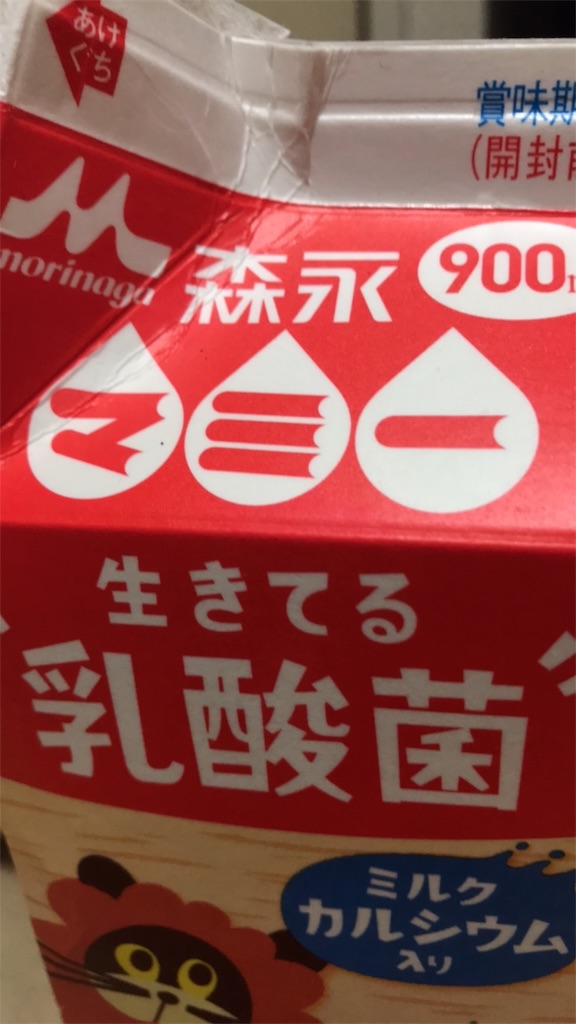 あけ
ぐち
賞味期
(開封前
morinaga
森永
900
マミー
生きてる
乳酸菌
ミルク
カルシウム
入り